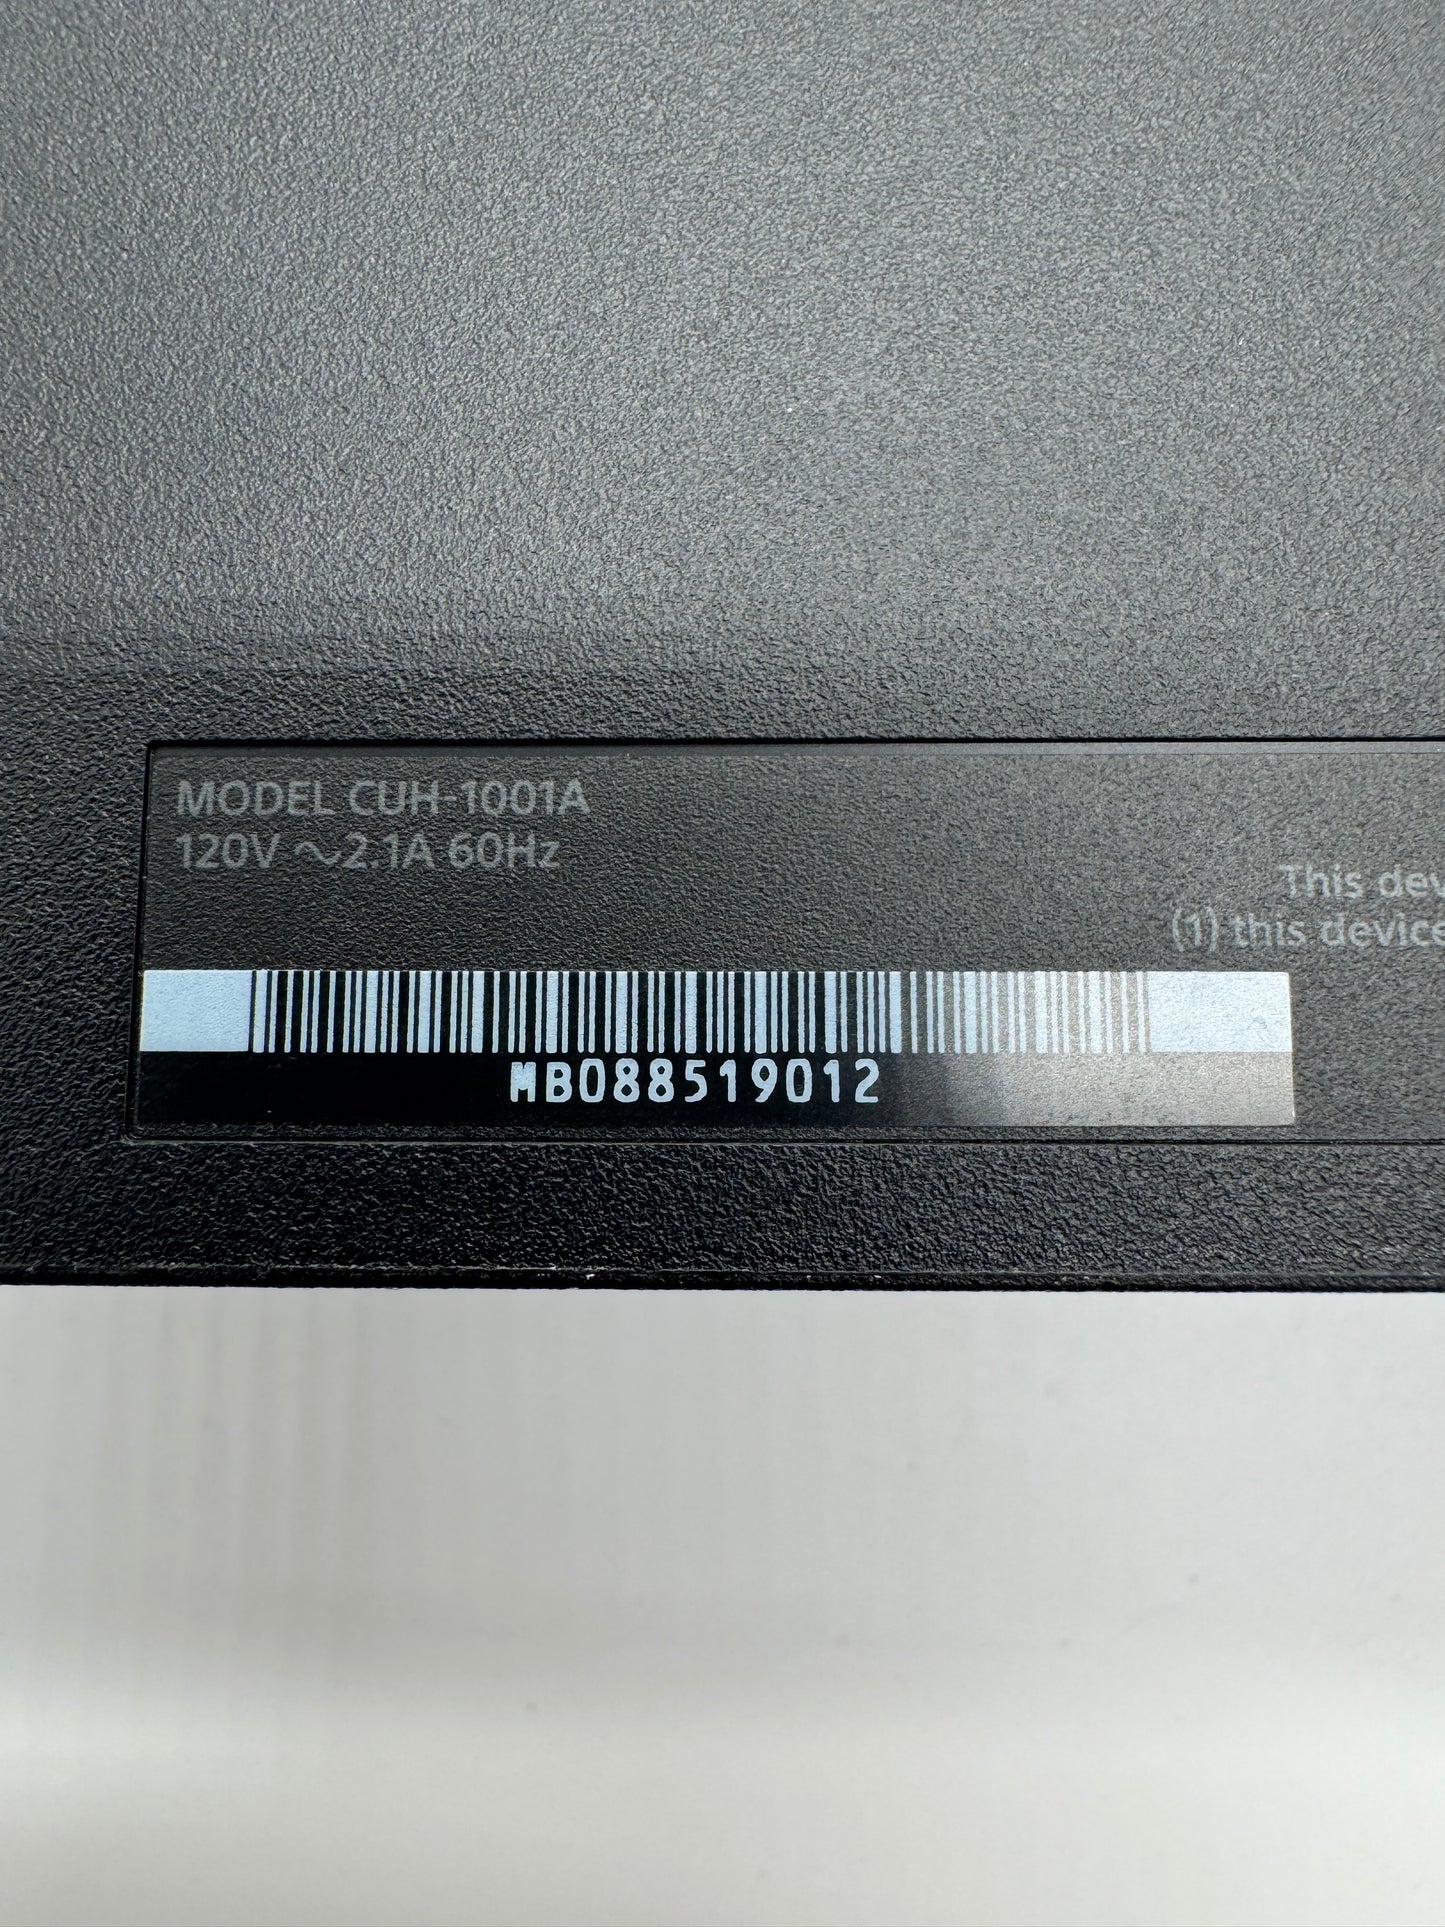 MODEL CUH-1001A
120V ～2.1A 60Hz
This dev
(1) this device
MB088519012